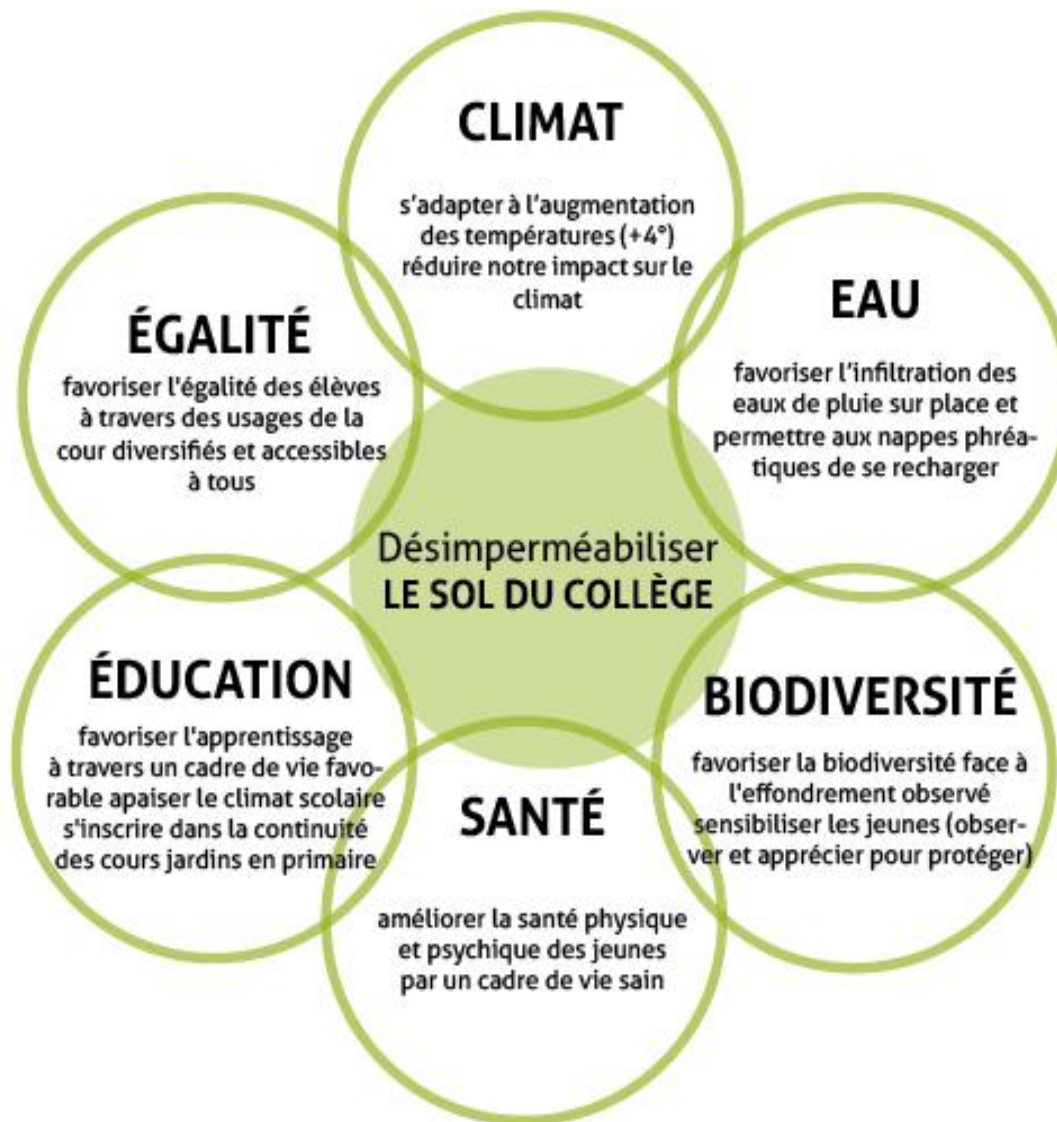 CLIMAT
s'adapter à l'augmentation
des températures (+4°)
réduire notre impact sur le
climat
EAU
favoriser l'infiltration des
eaux de pluie sur place et
permettre aux nappes phréa-
tiques de se recharger
BIODIVERSITÉ
favoriser la biodiversité face à
l'effondrement observé
sensibiliser les jeunes (obser-
ver et apprécier pour protéger)
SANTÉ
améliorer la santé physique
et psychique des jeunes
par un cadre de vie sain
ÉDUCATION
favoriser l'apprentissage
à travers un cadre de vie favo-
rable apaiser le climat scolaire
s'inscrire dans la continuité
des cours jardins en primaire
ÉGALITÉ
favoriser l'égalité des élèves
à travers des usages de la
cour diversifiés et accessibles
à tous
Désimperméabiliser
LE SOL DU COLLÈGE